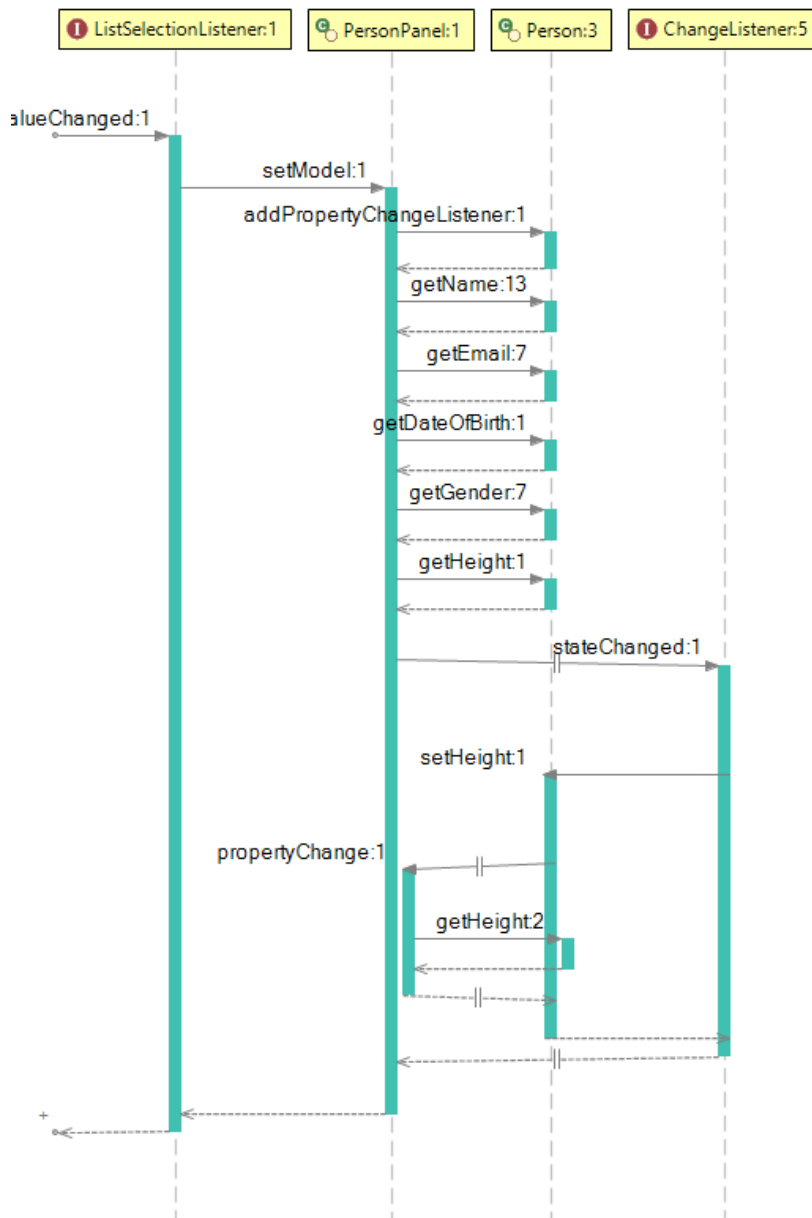 ListSelectionListener:1
PersonPanel:1
Person:3
ChangeListener:5
alueChanged:1
setModel:1
addPropertyChangeListener:1
getName:13
getEmail:7
getDateOfBirth:1
getGender:7
getHeight:1
stateChanged:1
setHeight:1
propertyChange:1
getHeight:2
+